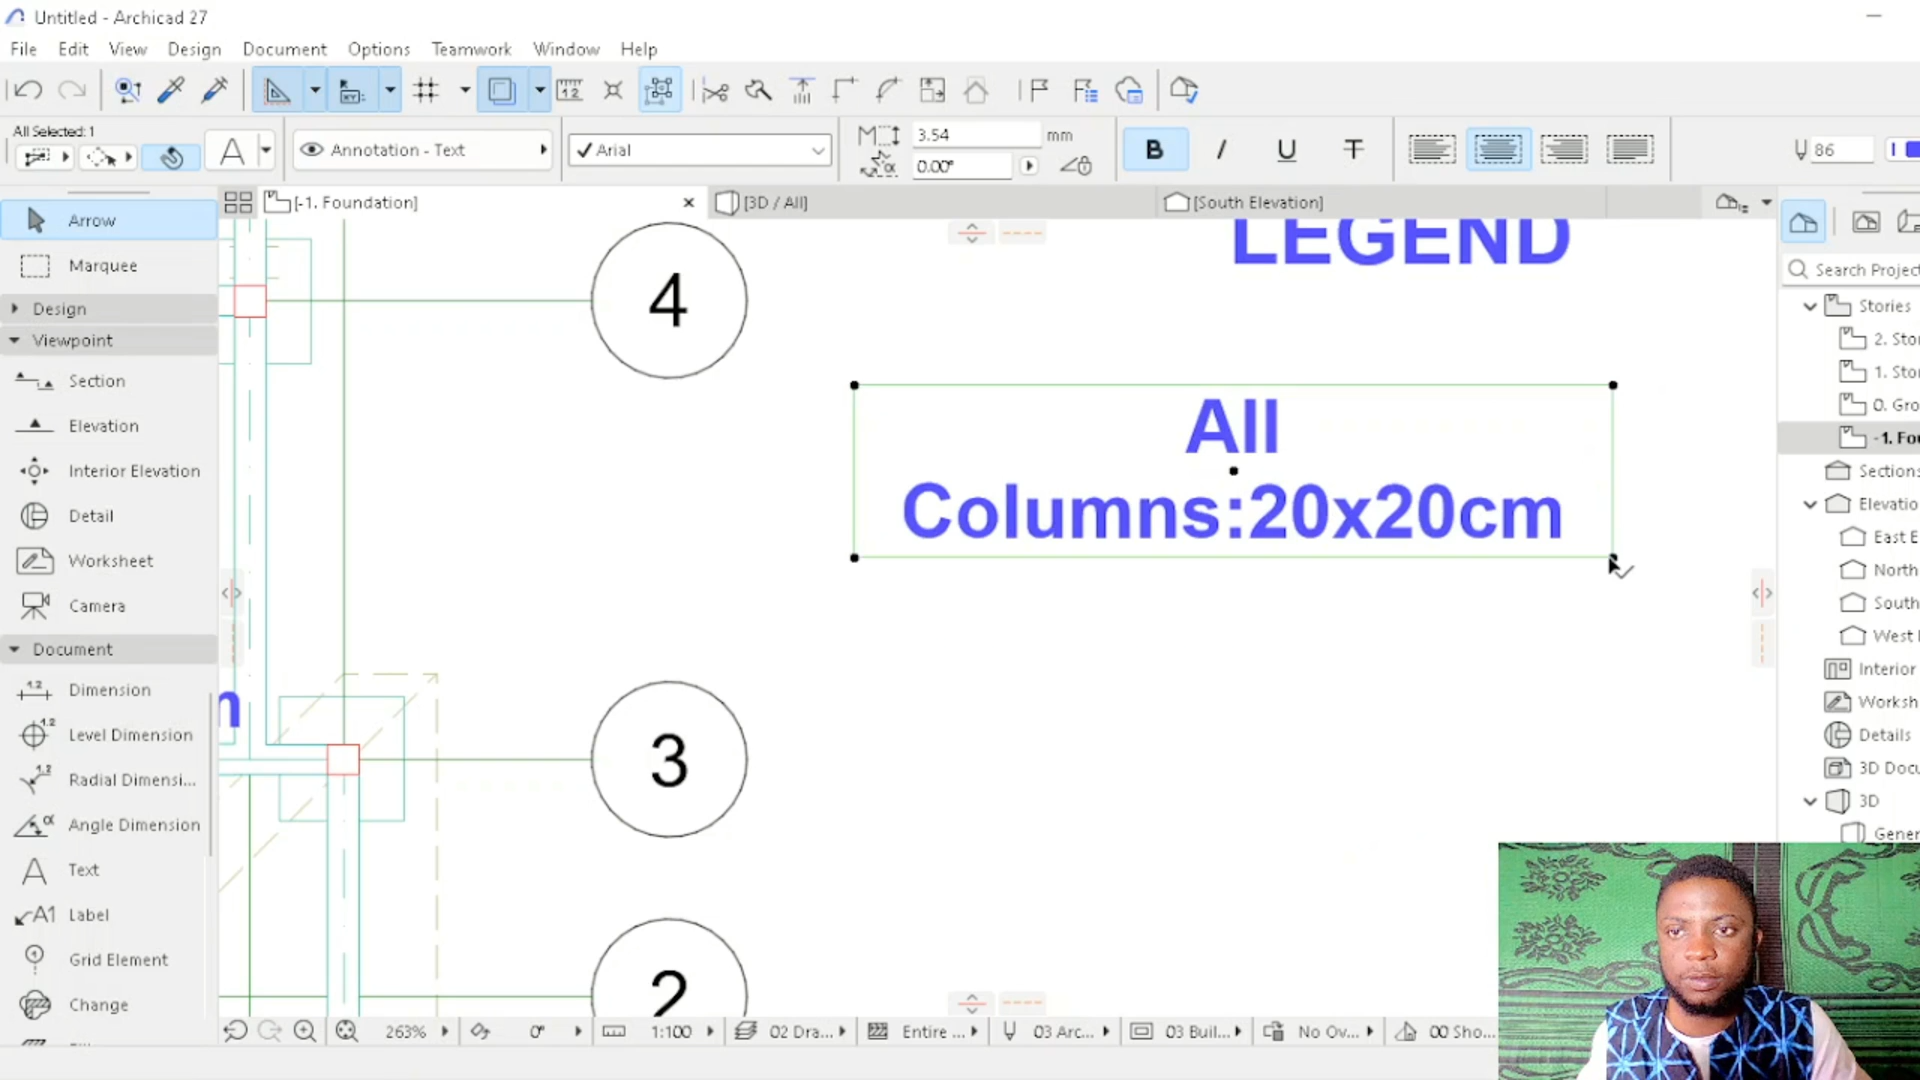 Untitled - Archicad 27
File Edit View Design Document Options Teamwork Window Help
All Selected: 1
Annotation - Text
Arial
3.54 mm
0.00°
B I U T
86
[-1. Foundation]
[3D / All]
[South Elevation]
Arrow
Marquee
Design
Viewpoint
Section
Elevation
Interior Elevation
Detail
Worksheet
Camera
Document
Dimension
Level Dimension
Radial Dimensi...
Angle Dimension
Text
Label
Grid Element
Change
LEGEND
4
All
Columns:20x20cm
3
2
m
Search Project
Stories
2. Sto
1. Sto
0. Gro
-1. Fou
Sections
Elevatio
East E
North
South
West
Interior
Worksh
Details
3D Docu
3D
Gener
263% 0° 1:100 02 Dra... Entire ... 03 Arc... 03 Buil... No Ov... 00 Sho...